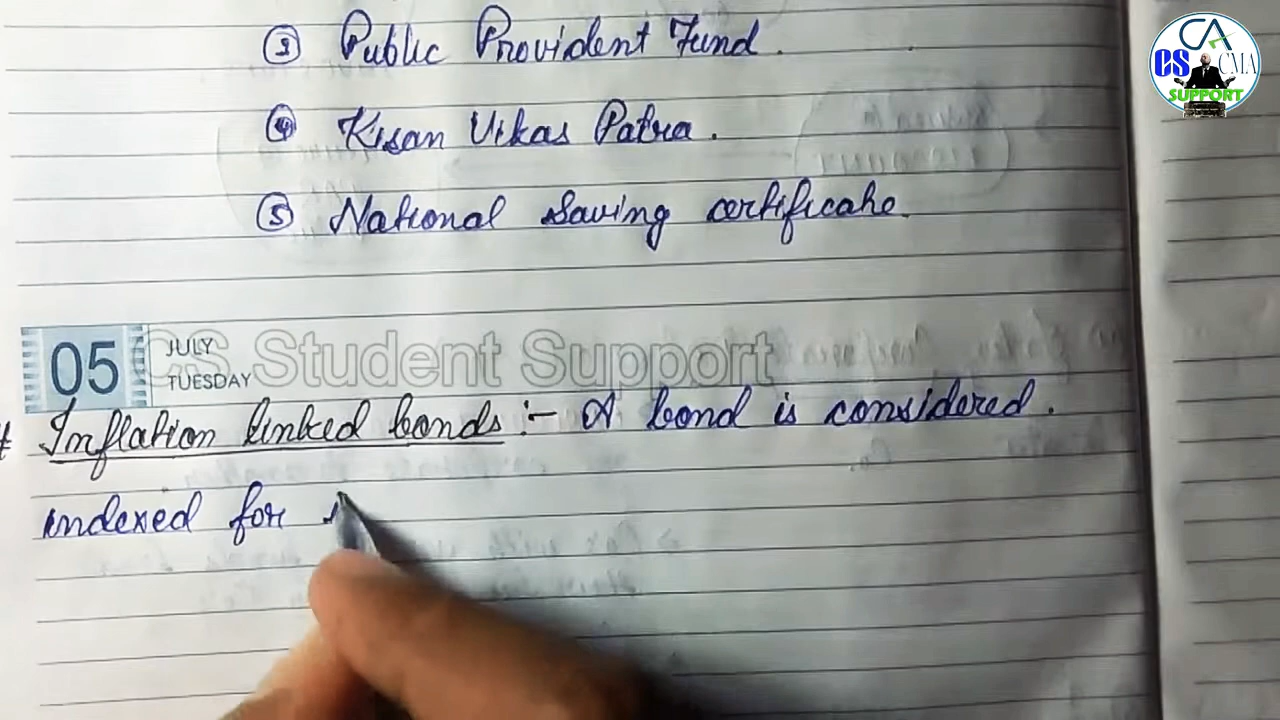 ③ Public Provident Fund.
④ Kisan Vikas Patra.
⑤ National Saving certificate.
05 JULY
TUESDAY
CS Student Support
# Inflation linked bonds :- A bond is considered.
indexed for
CA
CS CMA
SUPPORT